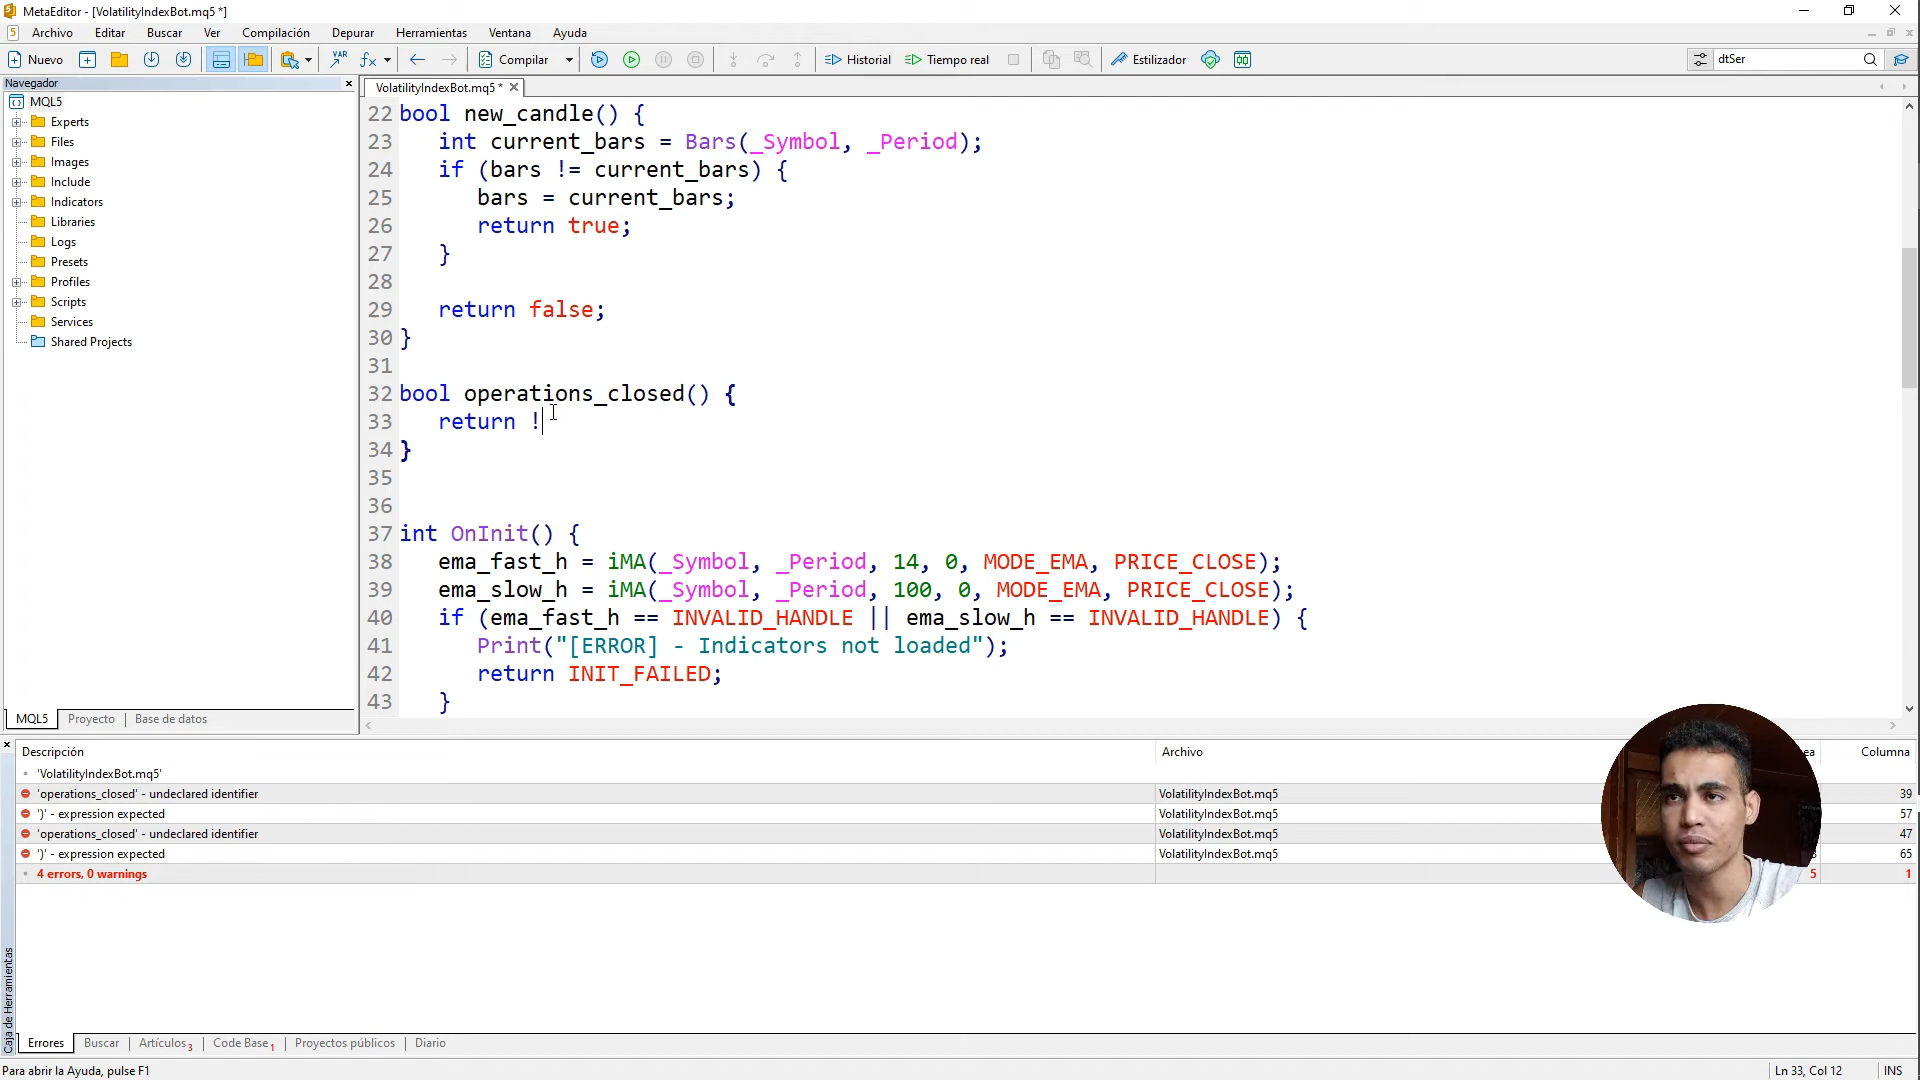 MetaEditor - [VolatilityIndexBot.mq5 *]
Archivo Editar Buscar Ver Compilación Depurar Herramientas Ventana Ayuda
Nuevo Compilar Historial Tiempo real Estilizador dtSer
Navegador
MQL5
Experts
Files
Images
Include
Indicators
Libraries
Logs
Presets
Profiles
Scripts
Services
Shared Projects
MQL5 Proyecto Base de datos
VolatilityIndexBot.mq5 *
22 bool new_candle() {
23 int current_bars = Bars(_Symbol, _Period);
24 if (bars != current_bars) {
25 bars = current_bars;
26 return true;
27 }
28
29 return false;
30 }
31
32 bool operations_closed() {
33 return !
34 }
35
36
37 int OnInit() {
38 ema_fast_h = iMA(_Symbol, _Period, 14, 0, MODE_EMA, PRICE_CLOSE);
39 ema_slow_h = iMA(_Symbol, _Period, 100, 0, MODE_EMA, PRICE_CLOSE);
40 if (ema_fast_h == INVALID_HANDLE || ema_slow_h == INVALID_HANDLE) {
41 Print("[ERROR] - Indicators not loaded");
42 return INIT_FAILED;
43 }
Descripción Archivo Columna
'VolatilityIndexBot.mq5'
'operations_closed' - undeclared identifier VolatilityIndexBot.mq5 39
')' - expression expected VolatilityIndexBot.mq5 57
'operations_closed' - undeclared identifier VolatilityIndexBot.mq5 47
')' - expression expected VolatilityIndexBot.mq5 65
4 errors, 0 warnings 5 1
Caja de Herramientas
Errores Buscar Artículos 3 Code Base 1 Proyectos públicos Diario
Para abrir la Ayuda, pulse F1 Ln 33, Col 12 INS